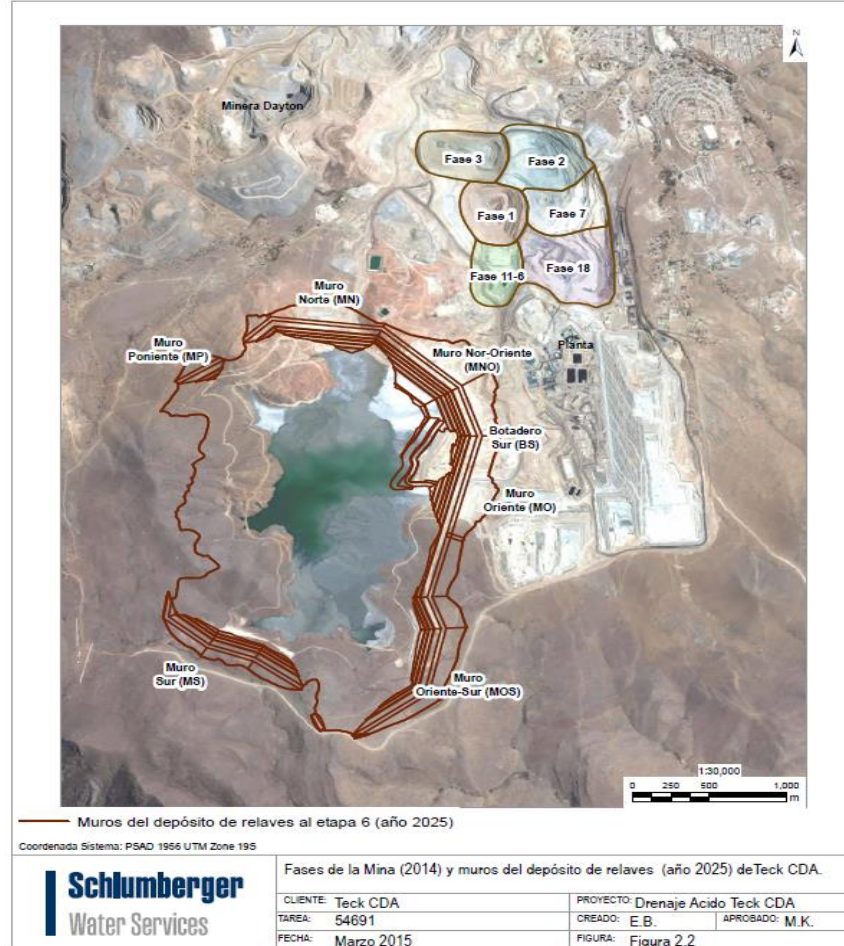 N
Minera Dayton
Fase 3
Fase 2
Fase 1
Fase 7
Fase 11-6
Fase 18
Muro
Norte (MN)
Muro
Poniente (MP)
Planta
Muro Nor-Oriente
(MNO)
Botadero
Sur (BS)
Muro
Oriente (MO)
Muro
Sur (MS)
Muro
Oriente-Sur (MOS)
1:30,000
0 250 500 1,000
m
Muros del depósito de relaves al etapa 6 (año 2025)
Coordenada Sistema: PSAD 1956 UTM Zone 19S
Schlumberger
Water Services
Fases de la Mina (2014) y muros del depósito de relaves (año 2025) deTeck CDA.
CLIENTE: Teck CDA
PROYECTO: Drenaje Acido Teck CDA
TAREA: 54691
CREADO: E.B.
APROBADO: M.K.
FECHA: Marzo 2015
FIGURA: Figura 2.2